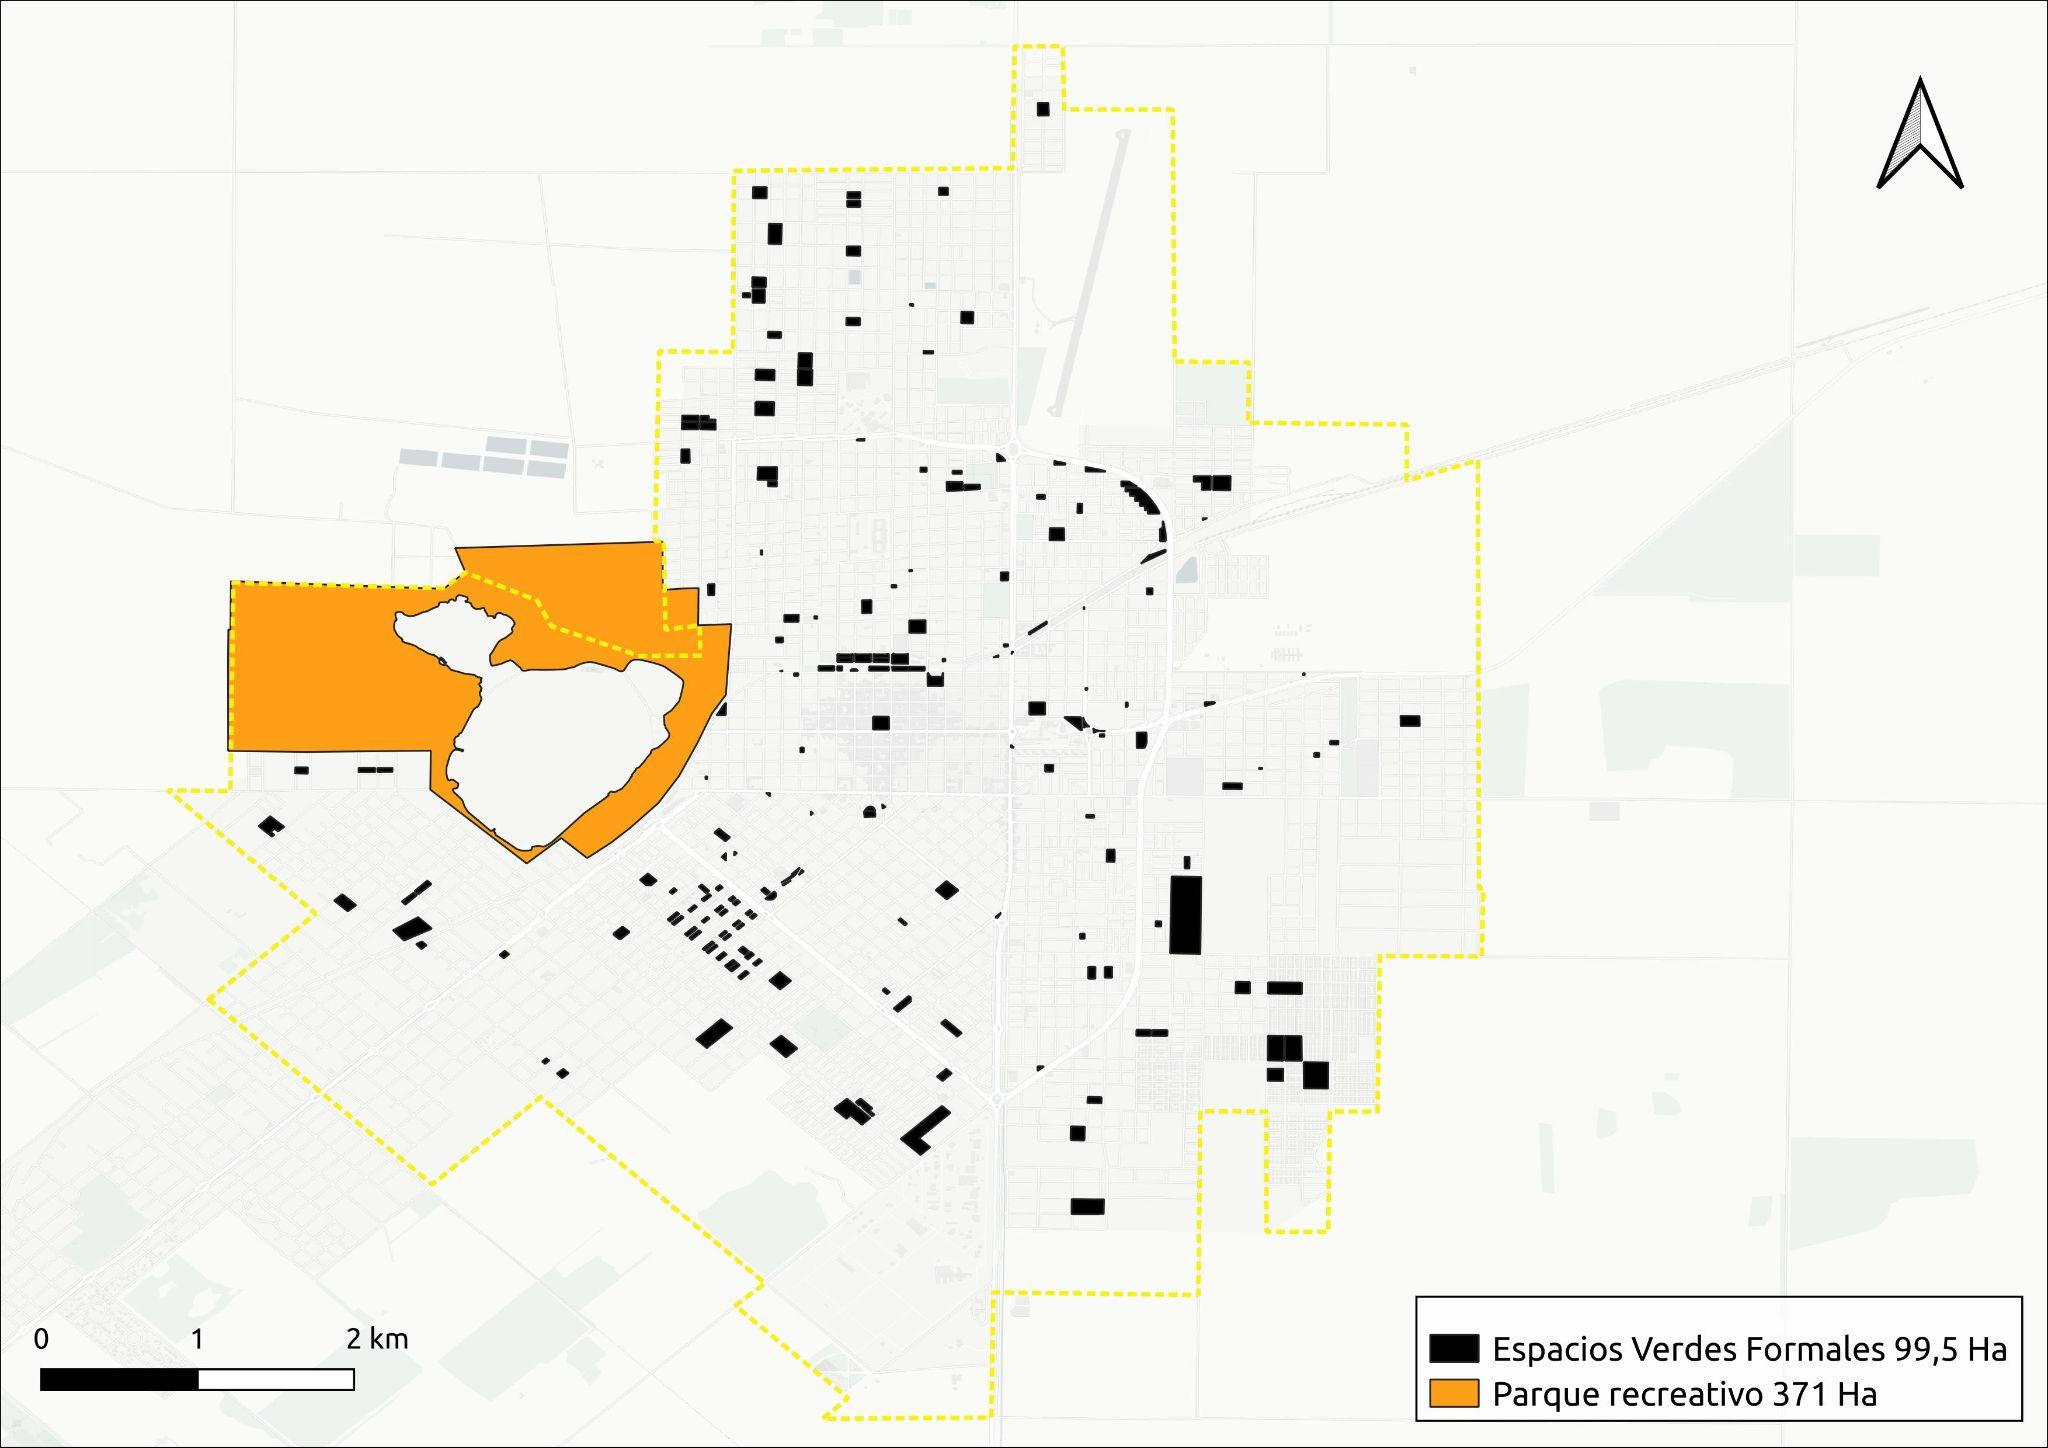 0 1 2 km
Espacios Verdes Formales 99,5 Ha
Parque recreativo 371 Ha